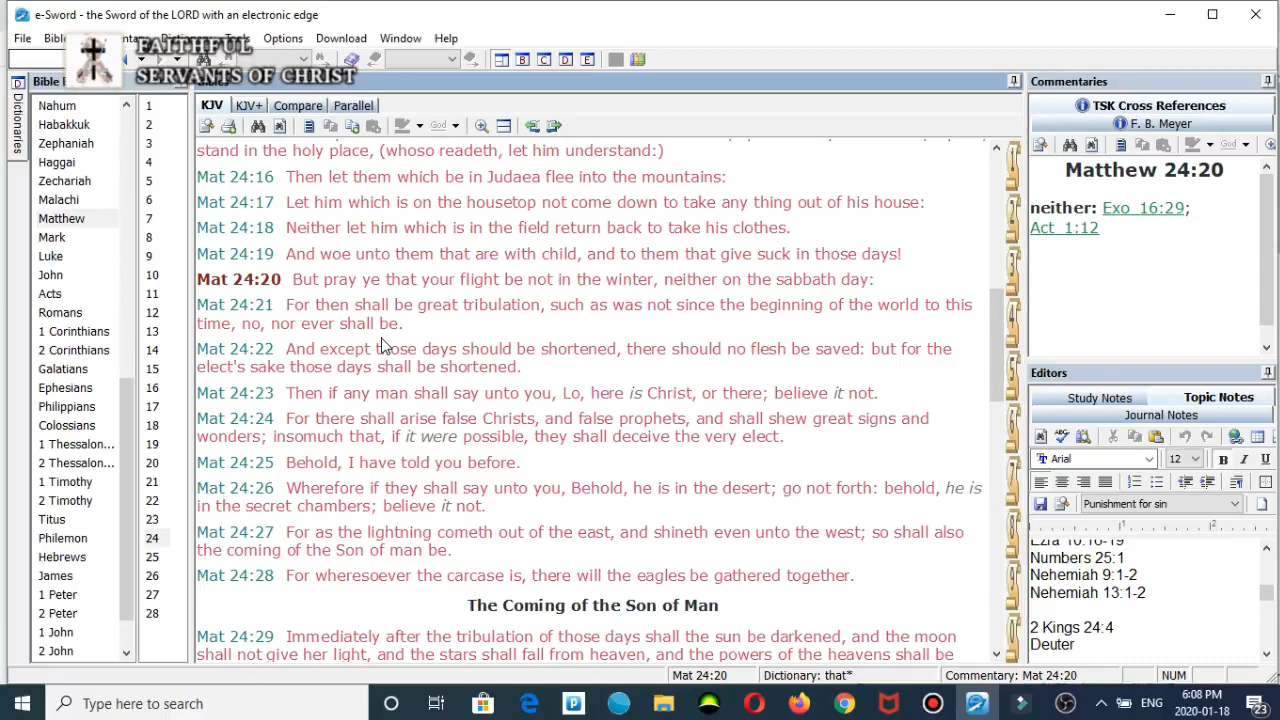 e-Sword - the Sword of the LORD with an electronic edge
File Options Download Window Help
FAITHFUL
SERVANTS OF CHRIST
Dictionaries
KJV KJV+ Compare Parallel
Nahum
Habakkuk
Zephaniah
Haggai
Zechariah
Malachi
Matthew
Mark
Luke
John
Acts
Romans
1 Corinthians
2 Corinthians
Galatians
Ephesians
Philippians
Colossians
1 Thessalon...
2 Thessalon...
1 Timothy
2 Timothy
Titus
Philemon
Hebrews
James
1 Peter
2 Peter
1 John
2 John
1
2
3
4
5
6
7
8
9
10
11
12
13
14
15
16
17
18
19
20
21
22
23
24
25
26
27
28
God
stand in the holy place, (whoso readeth, let him understand:)
Mat 24:16 Then let them which be in Judaea flee into the mountains:
Mat 24:17 Let him which is on the housetop not come down to take any thing out of his house:
Mat 24:18 Neither let him which is in the field return back to take his clothes.
Mat 24:19 And woe unto them that are with child, and to them that give suck in those days!
Mat 24:20 But pray ye that your flight be not in the winter, neither on the sabbath day:
Mat 24:21 For then shall be great tribulation, such as was not since the beginning of the world to this
time, no, nor ever shall be.
Mat 24:22 And except those days should be shortened, there should no flesh be saved: but for the
elect's sake those days shall be shortened.
Mat 24:23 Then if any man shall say unto you, Lo, here is Christ, or there; believe it not.
Mat 24:24 For there shall arise false Christs, and false prophets, and shall shew great signs and
wonders; insomuch that, if it were possible, they shall deceive the very elect.
Mat 24:25 Behold, I have told you before.
Mat 24:26 Wherefore if they shall say unto you, Behold, he is in the desert; go not forth: behold, he is
in the secret chambers; believe it not.
Mat 24:27 For as the lightning cometh out of the east, and shineth even unto the west; so shall also
the coming of the Son of man be.
Mat 24:28 For wheresoever the carcase is, there will the eagles be gathered together.
The Coming of the Son of Man
Mat 24:29 Immediately after the tribulation of those days shall the sun be darkened, and the moon
shall not give her light, and the stars shall fall from heaven, and the powers of the heavens shall be
Commentaries
TSK Cross References
F. B. Meyer
God
Matthew 24:20
neither: Exo_16:29;
Act_1:12
Editors
Study Notes Topic Notes
Journal Notes
Arial 12 B I U
Punishment for sin
1 2
Ezra 10:16-19
Numbers 25:1
Nehemiah 9:1-2
Nehemiah 13:1-2
2 Kings 24:4
Deuter
Mat 24:20 Dictionary: that* Commentary: Mat 24:20 NUM
Type here to search
ENG
6:08 PM
2020-01-18
23